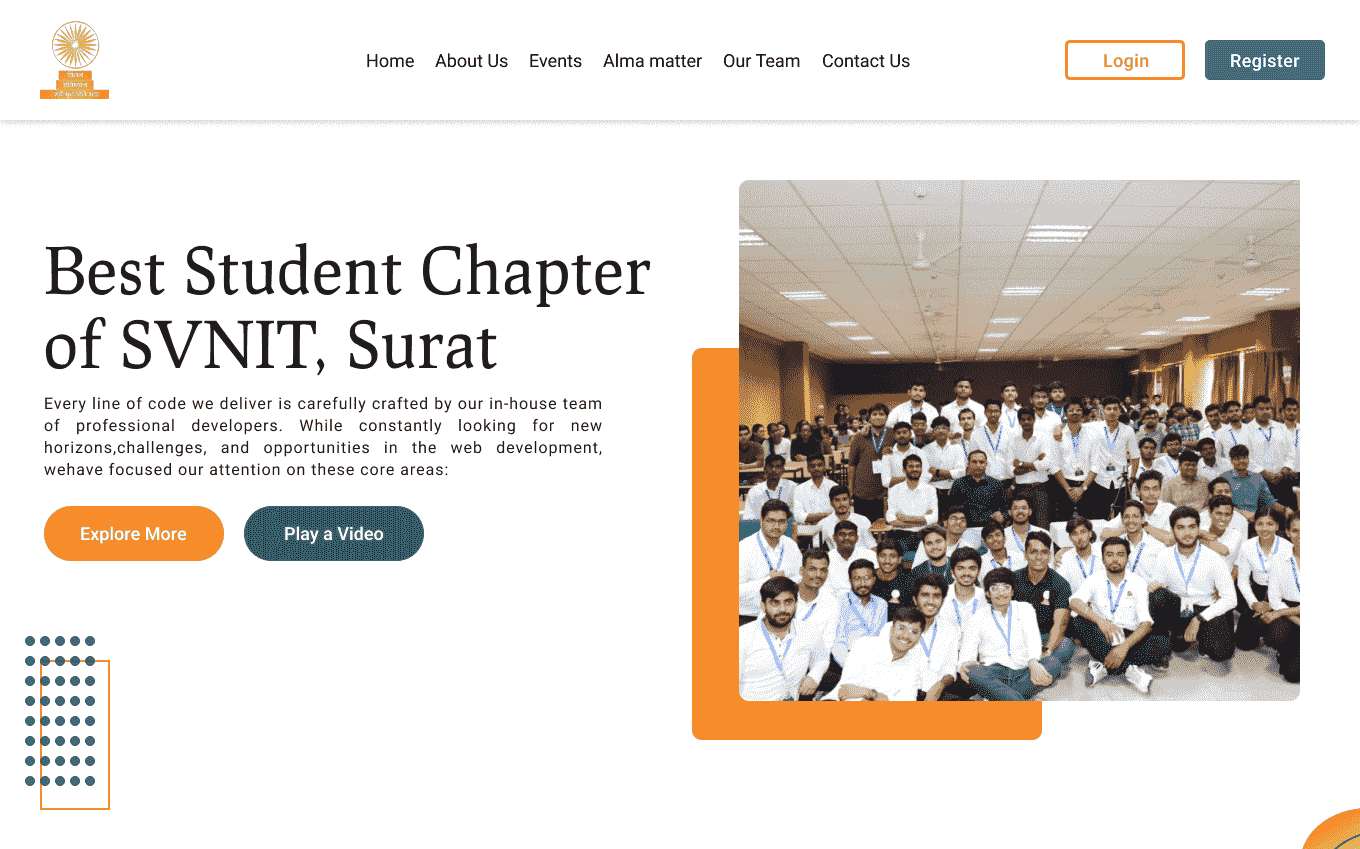 Home About Us Events Alma matter Our Team Contact Us Login Register
Best Student Chapter
of SVNIT, Surat
Every line of code we deliver is carefully crafted by our in-house team
of professional developers. While constantly looking for new
horizons,challenges, and opportunities in the web development,
wehave focused our attention on these core areas:
Explore More Play a Video